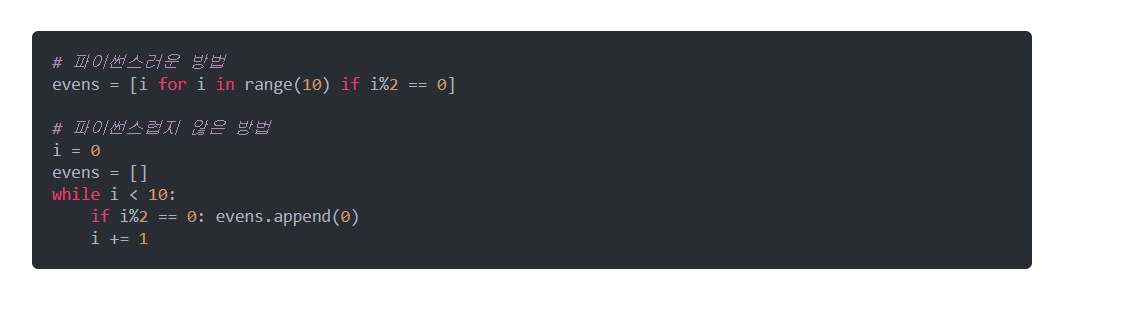 # 파이썬스러운 방법
evens = [i for i in range(10) if i%2 == 0]

# 파이썬스럽지 않은 방법
i = 0
evens = []
while i < 10:
    if i%2 == 0: evens.append(0)
    i += 1